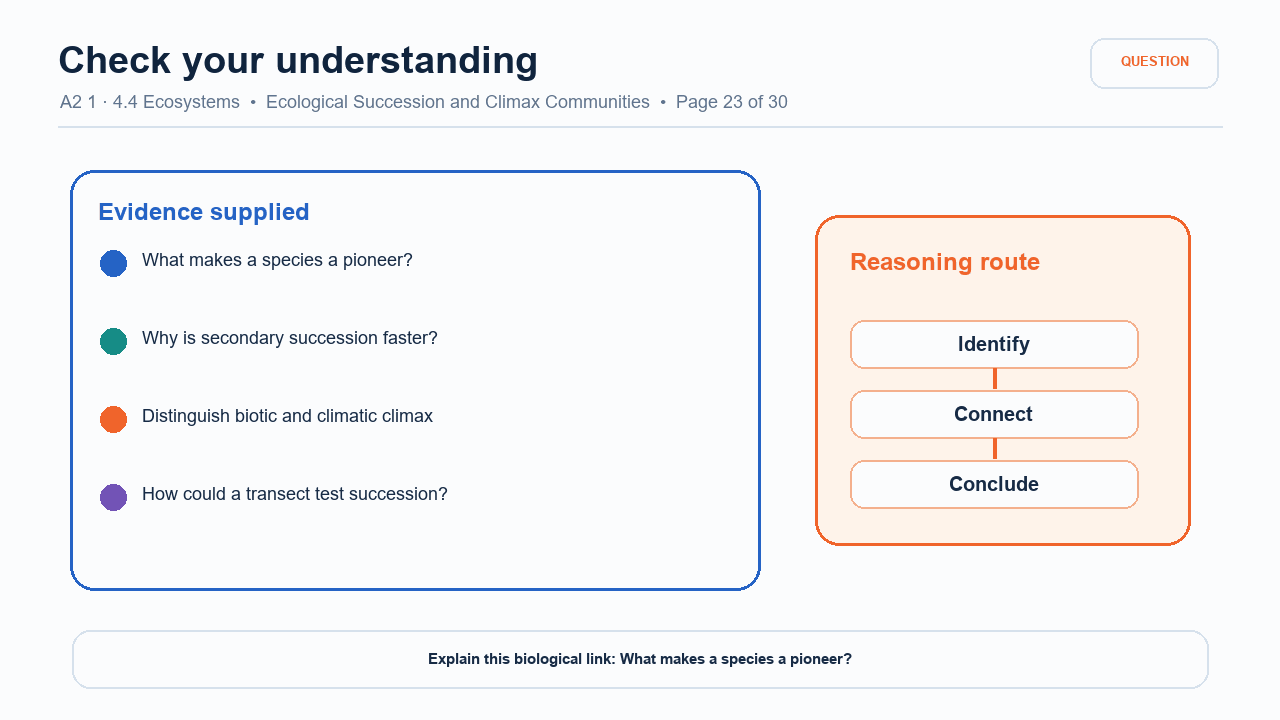 Check your understanding
QUESTION
A2 1 · 4.4 Ecosystems • Ecological Succession and Climax Communities • Page 23 of 30
Evidence supplied
What makes a species a pioneer?
Why is secondary succession faster?
Distinguish biotic and climatic climax
How could a transect test succession?
Reasoning route
Identify
Connect
Conclude
Explain this biological link: What makes a species a pioneer?